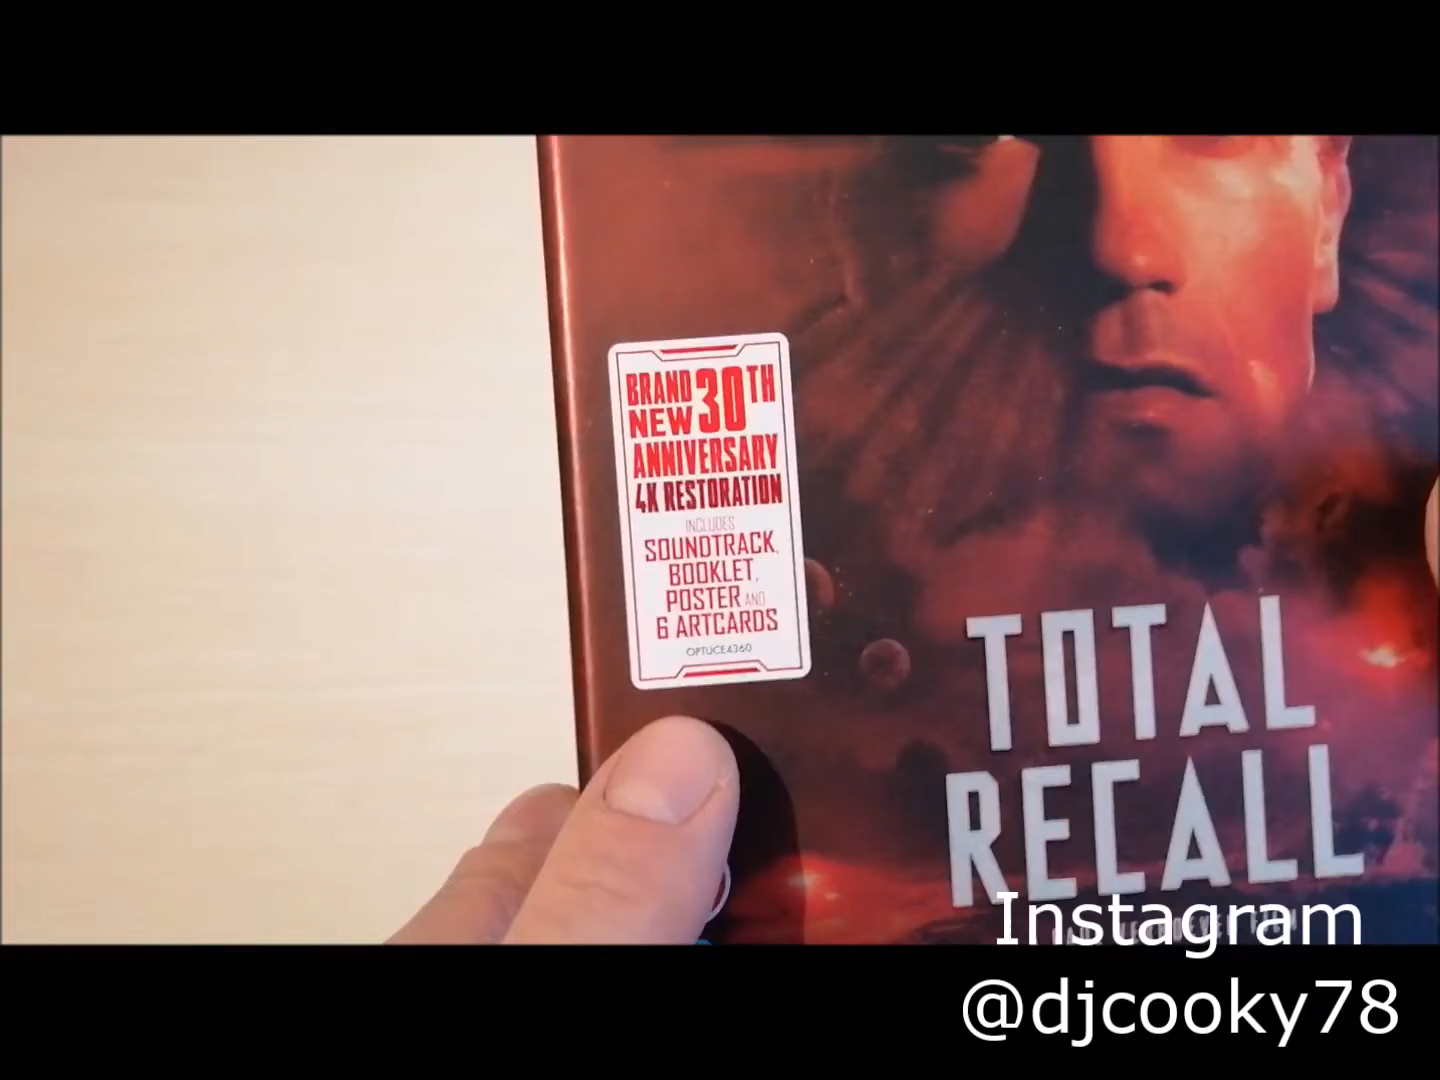 BRAND NEW 30TH
ANNIVERSARY
4K RESTORATION
INCLUDES
SOUNDTRACK,
BOOKLET,
POSTER AND
6 ARTCARDS
OPTUCE4360
TOTAL
RECALL
Instagram
@djcooky78